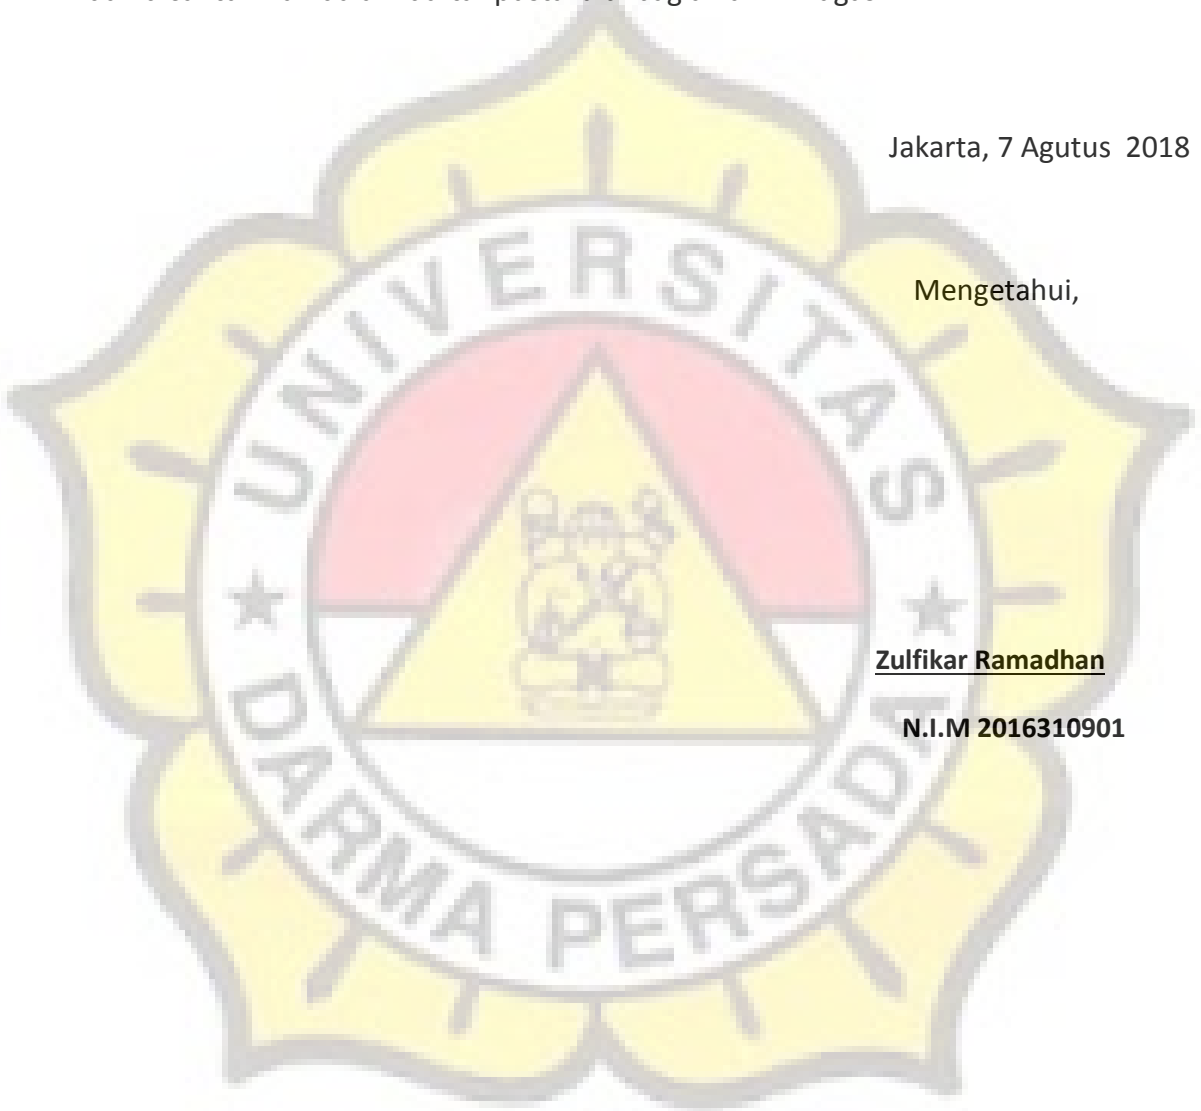 Jakarta, 7 Agutus 2018
Mengetahui,
Zulfikar Ramadhan
N.I.M 2016310901
UNIVERSITAS
DARMA PERSADA